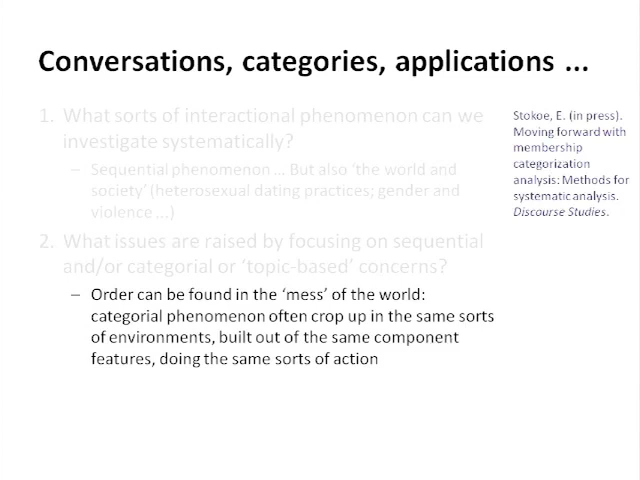 Conversations, categories, applications ...
1. What sorts of interactional phenomenon can we
investigate systematically?
– Sequential phenomenon ... But also ‘the world and
society’ (heterosexual dating practices; gender and
violence ...)
2. What issues are raised by focusing on sequential
and/or categorial or ‘topic-based’ concerns?
– Order can be found in the ‘mess’ of the world:
categorial phenomenon often crop up in the same sorts
of environments, built out of the same component
features, doing the same sorts of action
Stokoe, E. (in press).
Moving forward with
membership
categorization
analysis: Methods for
systematic analysis.
Discourse Studies.